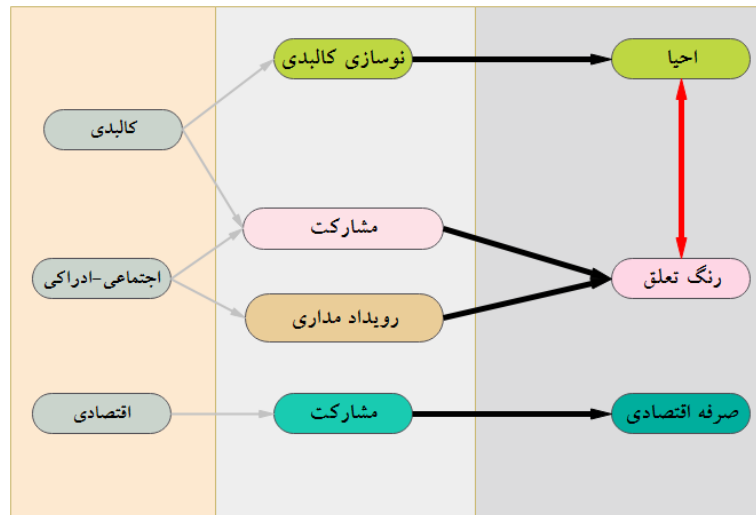 احیا
نوسازی کالبدی
کالبدی
مشارکت
رنگ تعلق
اجتماعی-ادراکی
رویداد مداری
صرفه اقتصادی
مشارکت
اقتصادی